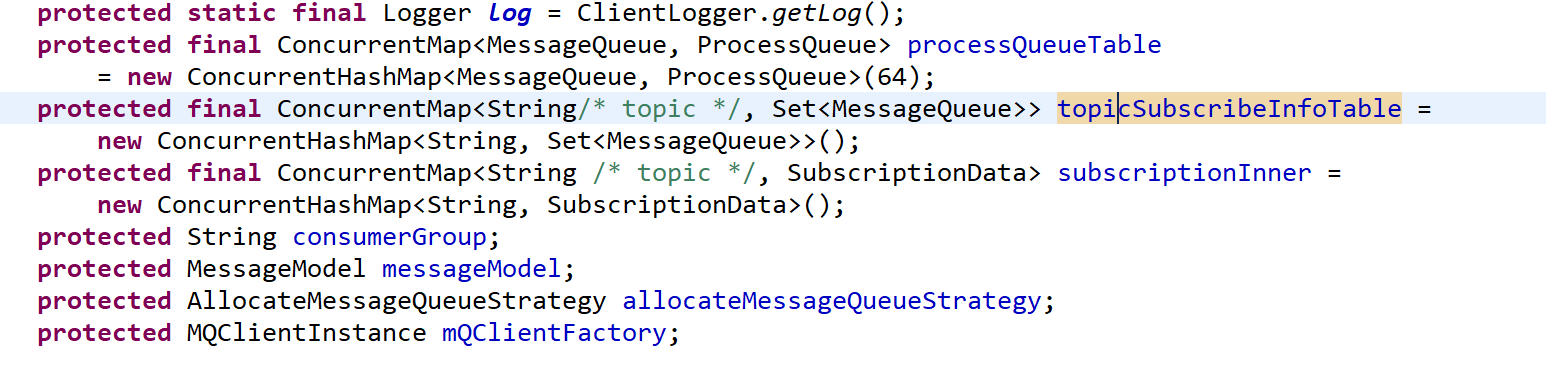 protected static final Logger log = ClientLogger.getLog();
protected final ConcurrentMap<MessageQueue, ProcessQueue> processQueueTable
    = new ConcurrentHashMap<MessageQueue, ProcessQueue>(64);
protected final ConcurrentMap<String/* topic */, Set<MessageQueue>> topicSubscribeInfoTable =
    new ConcurrentHashMap<String, Set<MessageQueue>>();
protected final ConcurrentMap<String /* topic */, SubscriptionData> subscriptionInner =
    new ConcurrentHashMap<String, SubscriptionData>();
protected String consumerGroup;
protected MessageModel messageModel;
protected AllocateMessageQueueStrategy allocateMessageQueueStrategy;
protected MQClientInstance mQClientFactory;